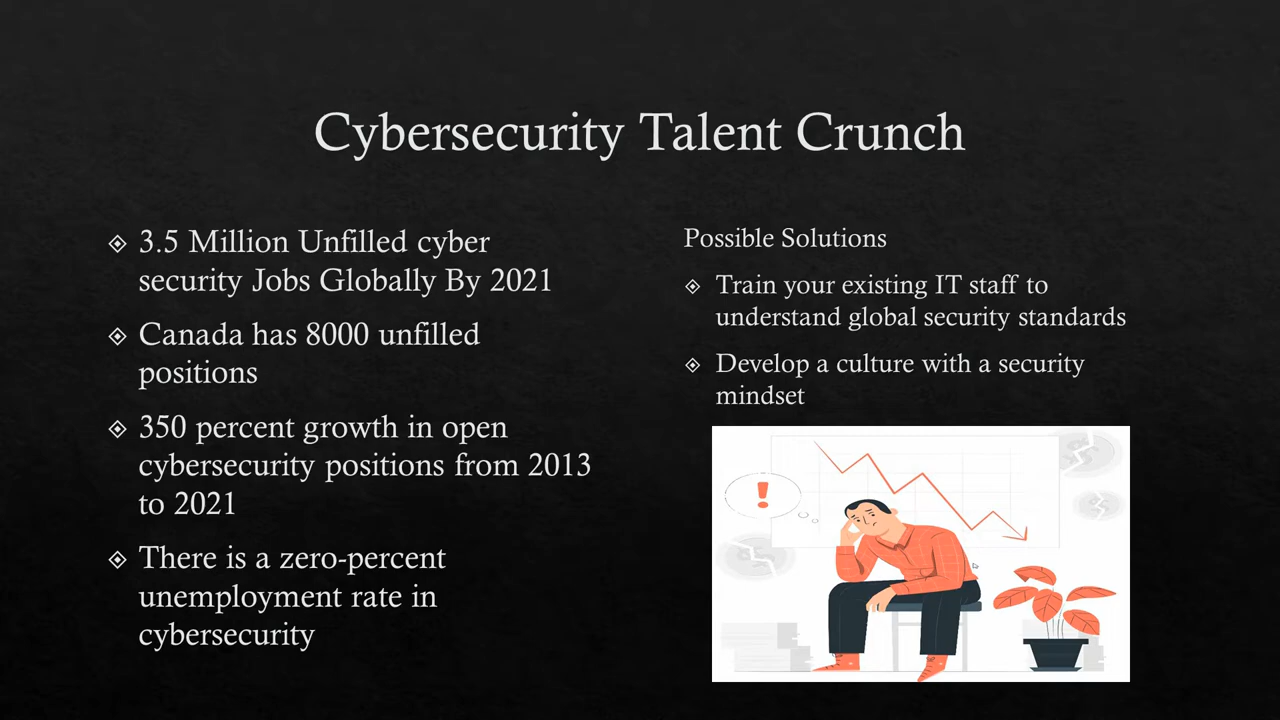 Cybersecurity Talent Crunch
3.5 Million Unfilled cyber
security Jobs Globally By 2021
Canada has 8000 unfilled
positions
350 percent growth in open
cybersecurity positions from 2013
to 2021
There is a zero-percent
unemployment rate in
cybersecurity
Possible Solutions
Train your existing IT staff to
understand global security standards
Develop a culture with a security
mindset
!